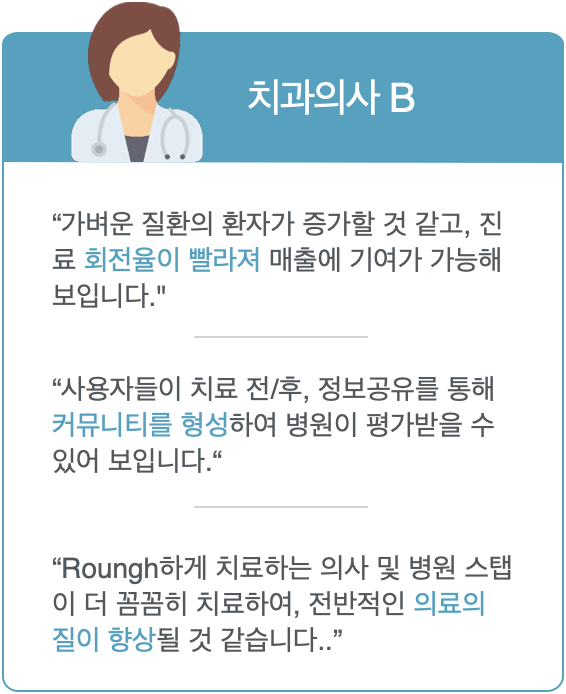 치과의사 B
“가벼운 질환의 환자가 증가할 것 같고, 진
료 회전율이 빨라져 매출에 기여가 가능해
보입니다."
“사용자들이 치료 전/후, 정보공유를 통해
커뮤니티를 형성하여 병원이 평가받을 수
있어 보입니다.“
“Roungh하게 치료하는 의사 및 병원 스탭
이 더 꼼꼼히 치료하여, 전반적인 의료의
질이 향상될 것 같습니다..”